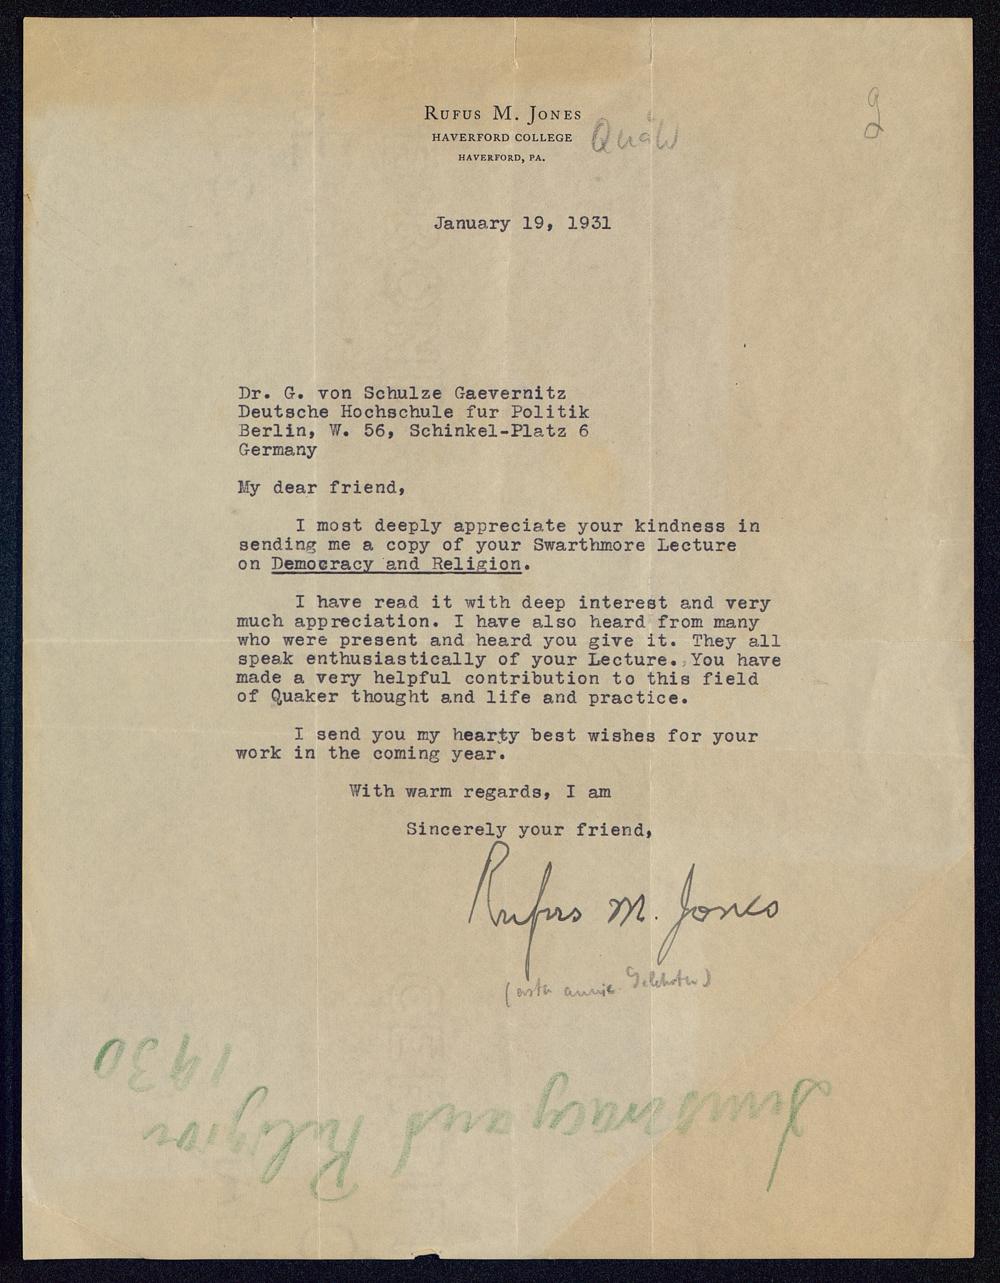 RUFUS M. JONES
HAVERFORD COLLEGE
HAVERFORD, PA.
January 19, 1931
Dr. G. von Schulze Gaevernitz
Deutsche Hochschule fur Politik
Berlin, W. 56, Schinkel-Platz 6
Germany
My dear friend,
I most deeply appreciate your kindness in
sending me a copy of your Swarthmore Lecture
on Democracy and Religion.
I have read it with deep interest and very
much appreciation. I have also heard from many
who were present and heard you give it. They all
speak enthusiastically of your Lecture. You have
made a very helpful contribution to this field
of Quaker thought and life and practice.
I send you my hearty best wishes for your
work in the coming year.
With warm regards, I am
Sincerely your friend,
Rufus M. Jones
Democracy and Religion
1930